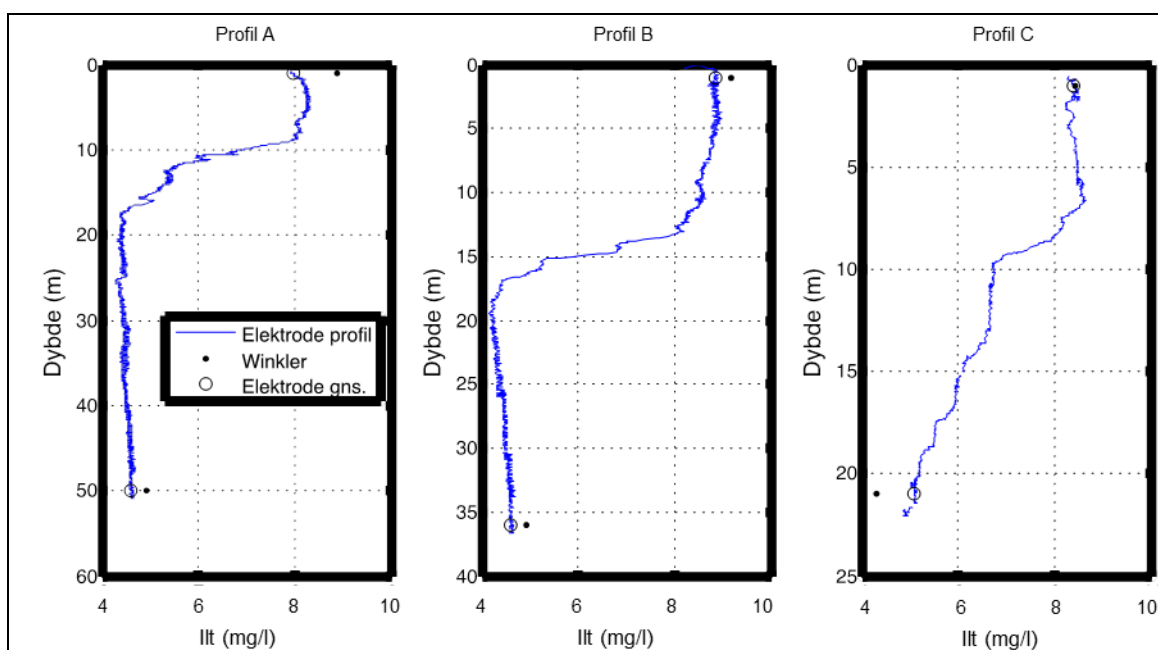 Profil A
Profil B
Profil C
0
10
20
30
40
50
60
Dybde (m)
4
6
8
10
Ilt (mg/l)
Elektrode profil
Winkler
Elektrode gns.
0
5
10
15
20
25
30
35
40
Dybde (m)
4
6
8
10
Ilt (mg/l)
0
5
10
15
20
25
Dybde (m)
4
6
8
10
Ilt (mg/l)